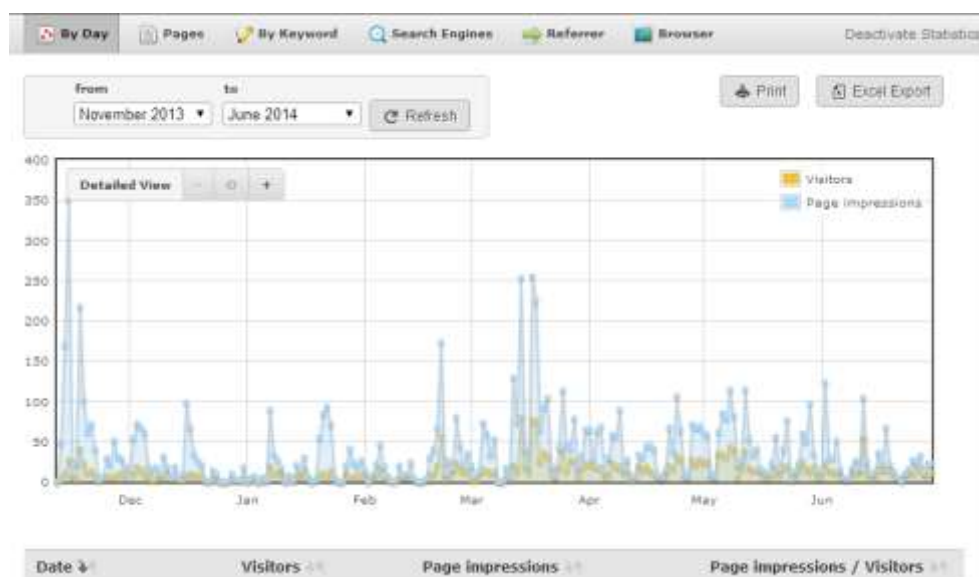 By Day Pages By Keyword Search Engines Referrer Browser Deactivate Statistics
from to
November 2013 June 2014 Refresh Print Excel Export
400
Detailed View - 0 + Visitors
350 Page impressions
300
250
200
150
100
50
0
Dec Jan Feb Mar Apr May Jun
Date Visitors Page impressions Page impressions / Visitors